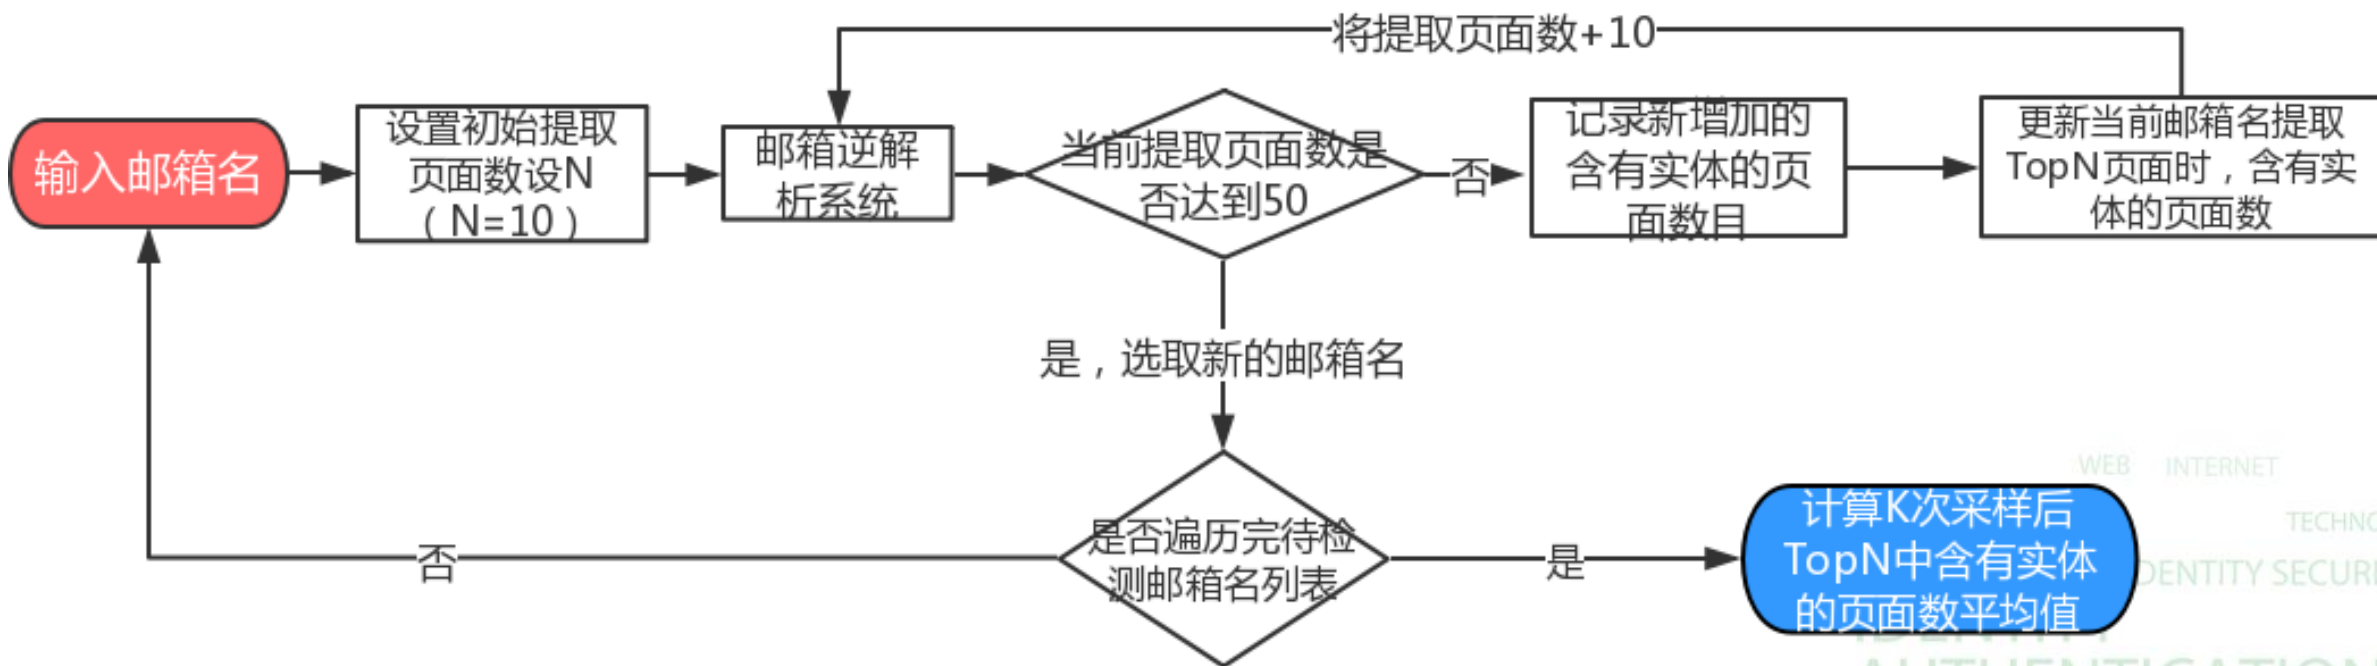 将提取页面数+10
输入邮箱名
设置初始提取
页面数设N
（N=10）
邮箱逆解
析系统
当前提取页面数是
否达到50
否
记录新增加的
含有实体的页
面数目
更新当前邮箱名提取
TopN页面时，含有实
体的页面数
是，选取新的邮箱名
是否遍历完待检
测邮箱名列表
否
是
计算K次采样后
TopN中含有实体
的页面数平均值
WEB INTERNET
TECHNO
DENTITY SECURI
IDENTITY
AUTHENTICATION